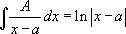 ∫ A/(x−a) dx = ln|x−a|